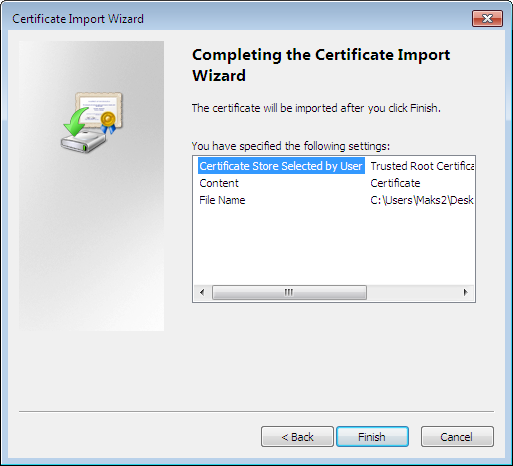 Certificate Import Wizard
Completing the Certificate Import
Wizard
The certificate will be imported after you click Finish.
You have specified the following settings:
Certificate Store Selected by User Trusted Root Certifica
Content Certificate
File Name C:\Users\Maks2\Desk
< Back Finish Cancel